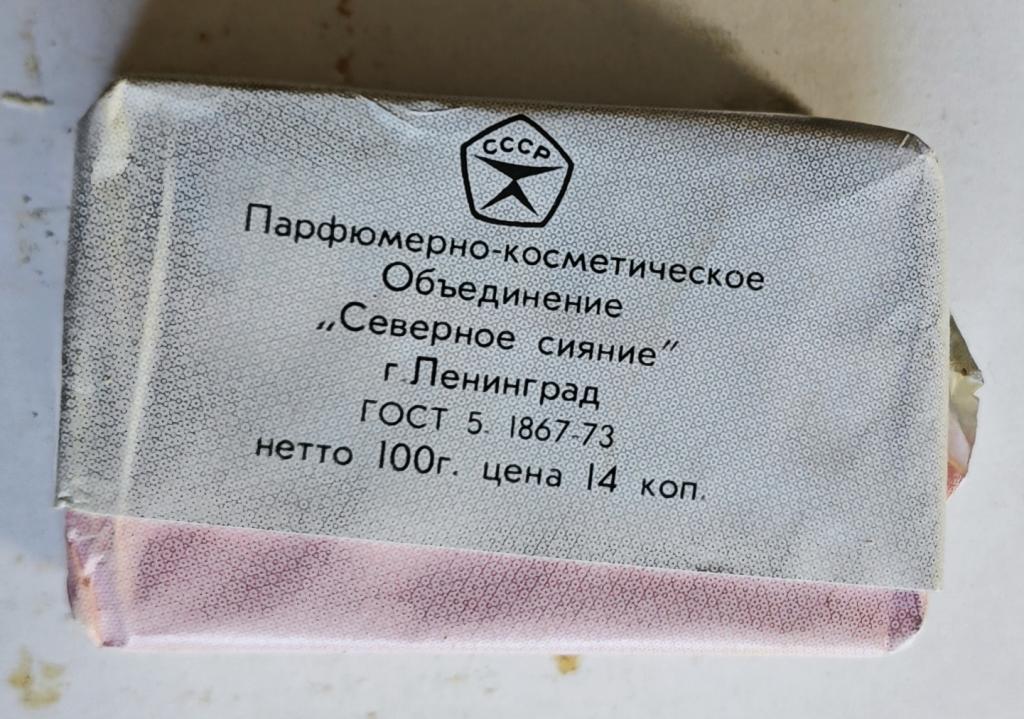 СССР
Парфюмерно-косметическое
Объединение
„Северное сияние"
г. Ленинград
ГОСТ 5. 1867-73
нетто 100г. цена 14 коп.